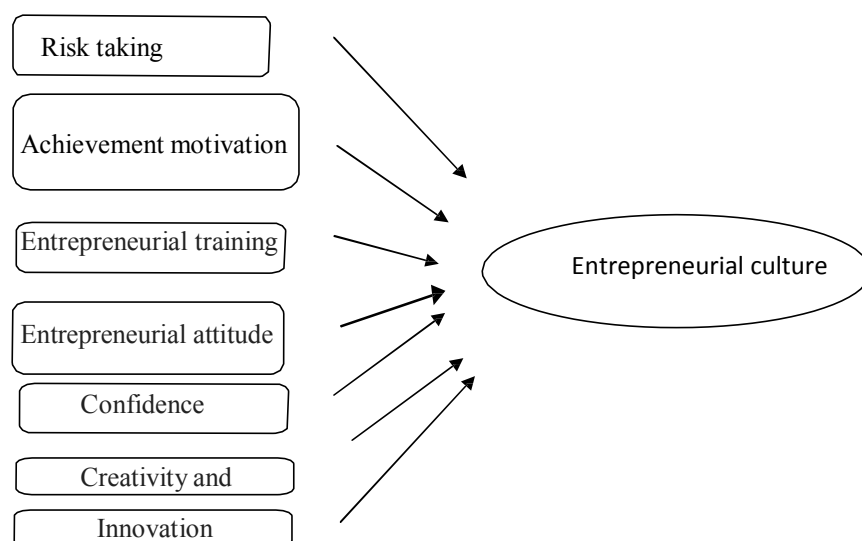 Risk taking
Achievement motivation
Entrepreneurial training
Entrepreneurial culture
Entrepreneurial attitude
Confidence
Creativity and
Innovation